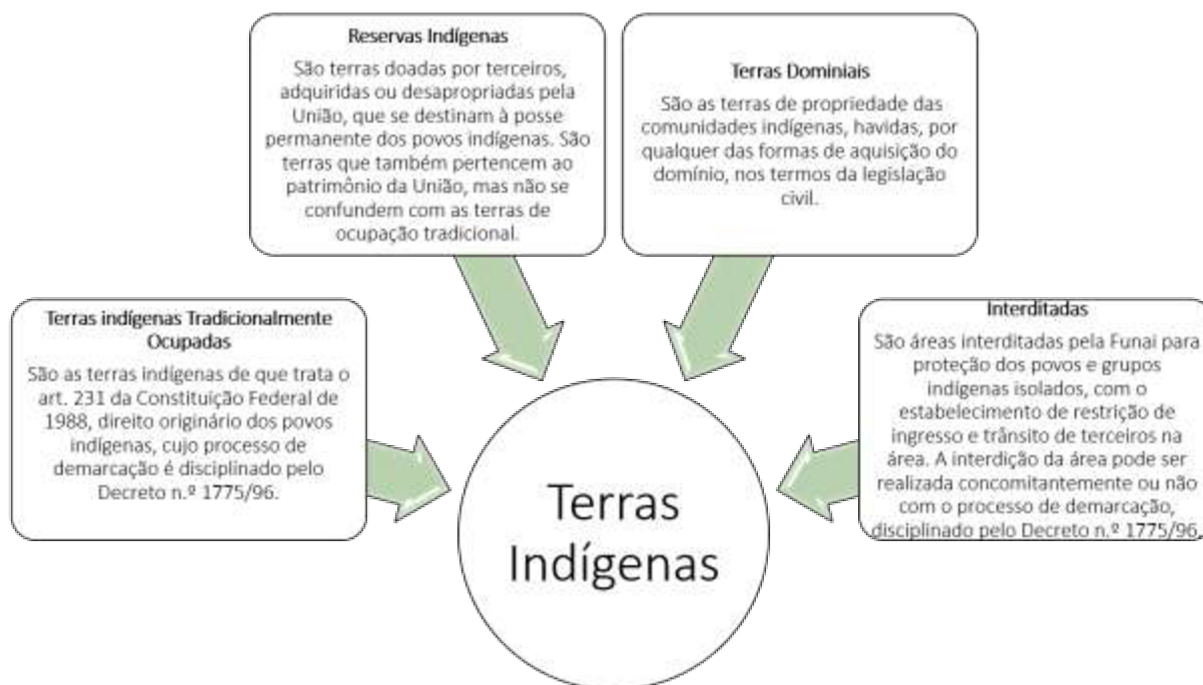 Reservas Indígenas
São terras doadas por terceiros,
adquiridas ou desapropriadas pela
União, que se destinam à posse
permanente dos povos indígenas. São
terras que também pertencem ao
patrimônio da União, mas não se
confundem com as terras de
ocupação tradicional.
Terras Dominiais
São as terras de propriedade das
comunidades indígenas, havidas, por
qualquer das formas de aquisição do
domínio, nos termos da legislação
civil.
Terras indígenas Tradicionalmente
Ocupadas
São as terras indígenas de que trata o
art. 231 da Constituição Federal de
1988, direito originário dos povos
indígenas, cujo processo de
demarcação é disciplinado pelo
Decreto n.º 1775/96.
Interditadas
São áreas interditadas pela Funai para
proteção dos povos e grupos
indígenas isolados, com o
estabelecimento de restrição de
ingresso e trânsito de terceiros na
área. A interdição da área pode ser
realizada concomitantemente ou não
com o processo de demarcação,
disciplinado pelo Decreto n.º 1775/96.
Terras
Indígenas